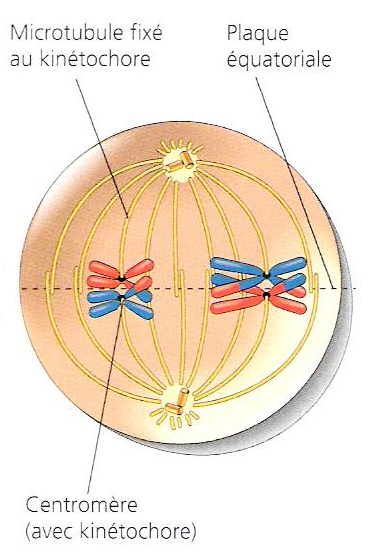 Microtubule fixé
au kinétochore
Plaque
équatoriale
Centromère
(avec kinétochore)